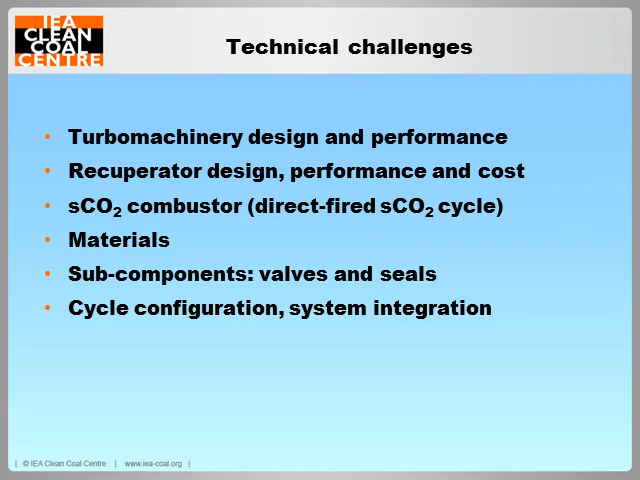 IEA
CLEAN
COAL
CENTRE
Technical challenges
• Turbomachinery design and performance
• Recuperator design, performance and cost
• sCO₂ combustor (direct-fired sCO₂ cycle)
• Materials
• Sub-components: valves and seals
• Cycle configuration, system integration
| © IEA Clean Coal Centre | www.iea-coal.org |